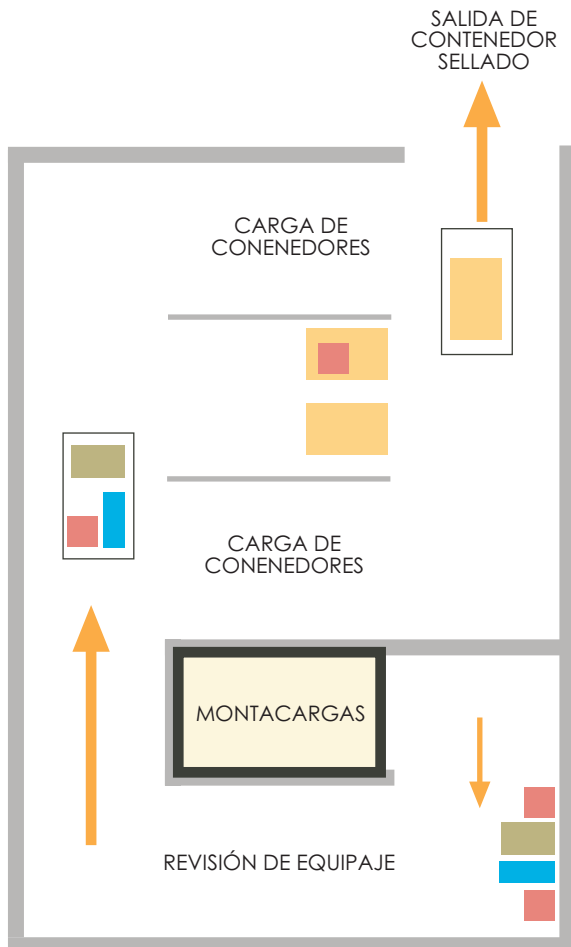 SALIDA DE
CONTENEDOR
SELLADO
CARGA DE
CONENEDORES
CARGA DE
CONENEDORES
MONTACARGAS
REVISIÓN DE EQUIPAJE